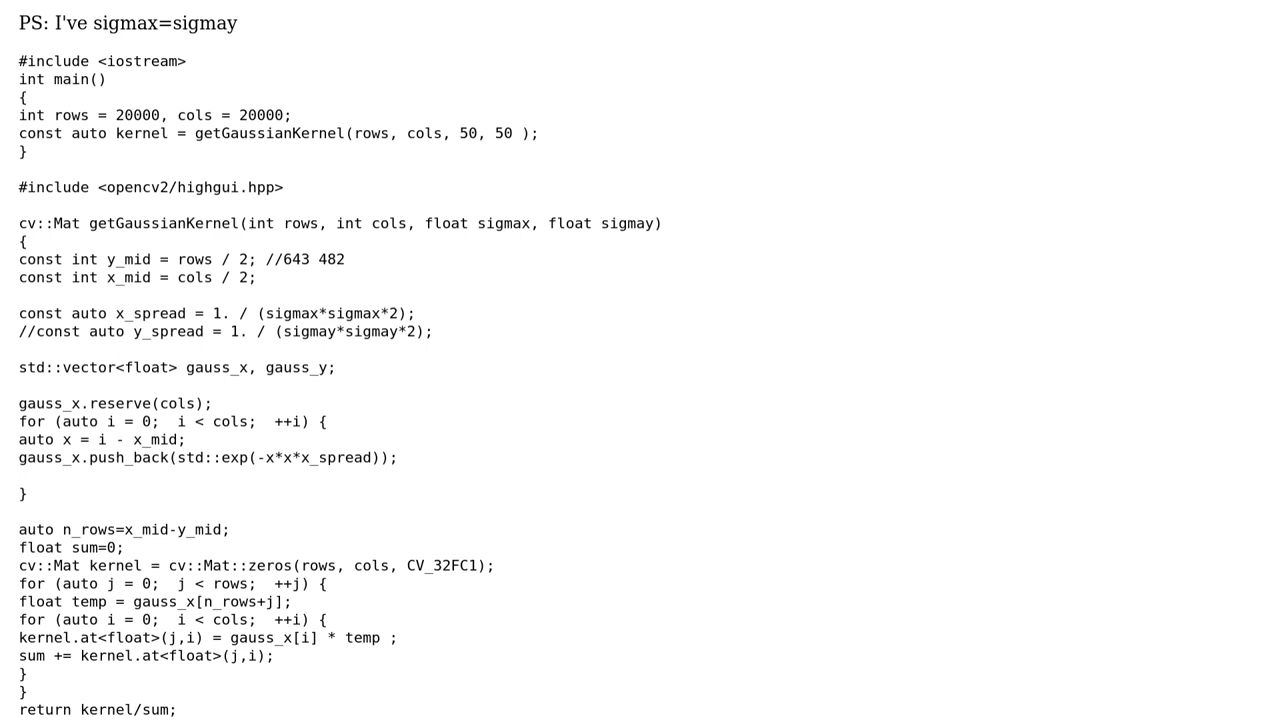 PS: I've sigmax=sigmay
#include <iostream>
int main()
{
int rows = 20000, cols = 20000;
const auto kernel = getGaussianKernel(rows, cols, 50, 50 );
}
#include <opencv2/highgui.hpp>
cv::Mat getGaussianKernel(int rows, int cols, float sigmax, float sigmay)
{
const int y_mid = rows / 2; //643 482
const int x_mid = cols / 2;
const auto x_spread = 1. / (sigmax*sigmax*2);
//const auto y_spread = 1. / (sigmay*sigmay*2);
std::vector<float> gauss_x, gauss_y;
gauss_x.reserve(cols);
for (auto i = 0;  i < cols;  ++i) {
auto x = i - x_mid;
gauss_x.push_back(std::exp(-x*x*x_spread));
}
auto n_rows=x_mid-y_mid;
float sum=0;
cv::Mat kernel = cv::Mat::zeros(rows, cols, CV_32FC1);
for (auto j = 0;  j < rows;  ++j) {
float temp = gauss_x[n_rows+j];
for (auto i = 0;  i < cols;  ++i) {
kernel.at<float>(j,i) = gauss_x[i] * temp ;
sum += kernel.at<float>(j,i);
}
}
return kernel/sum;